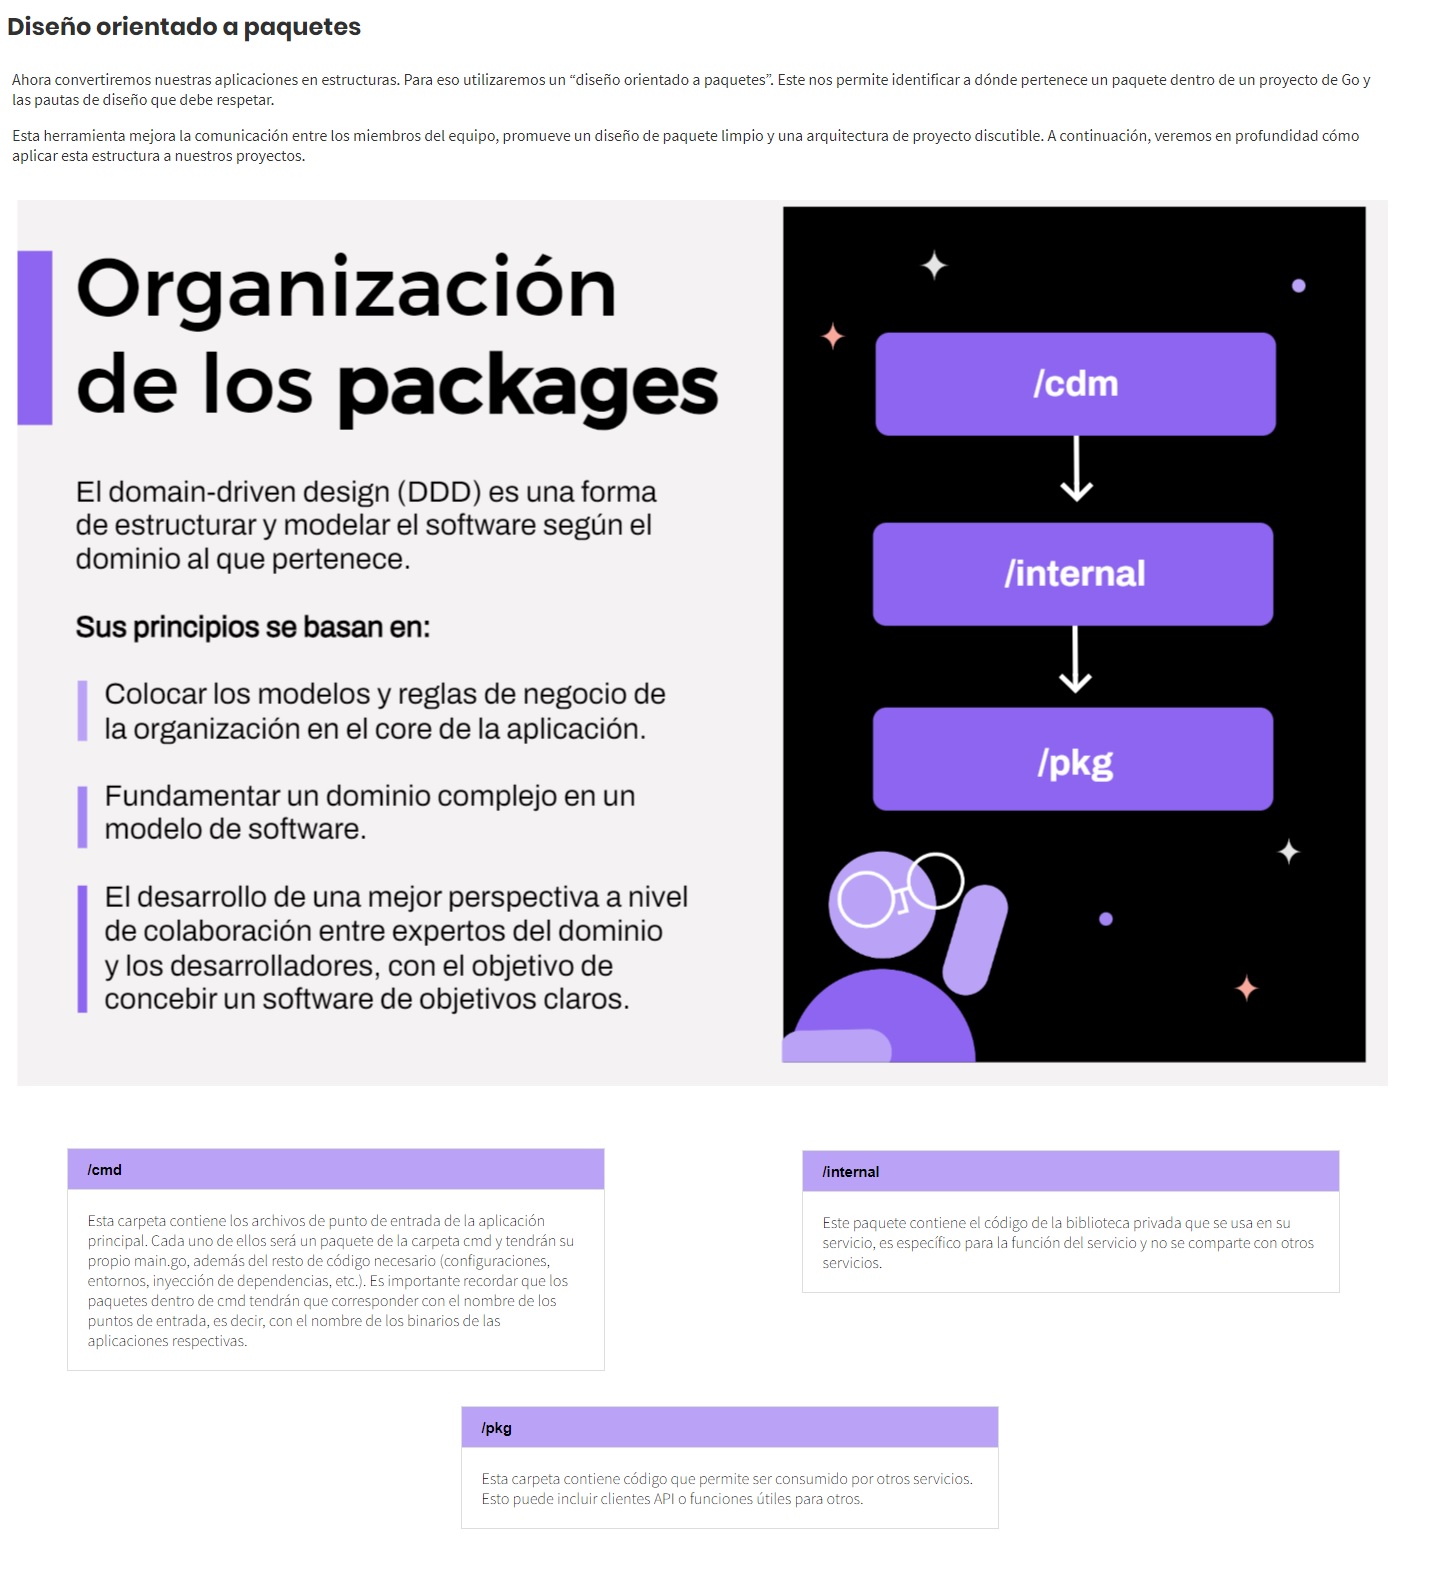 Diseño orientado a paquetes
Ahora convertiremos nuestras aplicaciones en estructuras. Para eso utilizaremos un “diseño orientado a paquetes”. Este nos permite identificar a dónde pertenece un paquete dentro de un proyecto de Go y
las pautas de diseño que debe respetar.
Esta herramienta mejora la comunicación entre los miembros del equipo, promueve un diseño de paquete limpio y una arquitectura de proyecto discutible. A continuación, veremos en profundidad cómo
aplicar esta estructura a nuestros proyectos.
Organización
de los packages
El domain-driven design (DDD) es una forma
de estructurar y modelar el software según el
dominio al que pertenece.
Sus principios se basan en:
Colocar los modelos y reglas de negocio de
la organización en el core de la aplicación.
Fundamentar un dominio complejo en un
modelo de software.
El desarrollo de una mejor perspectiva a nivel
de colaboración entre expertos del dominio
y los desarrolladores, con el objetivo de
concebir un software de objetivos claros.
/cdm
/internal
/pkg
/cmd
Esta carpeta contiene los archivos de punto de entrada de la aplicación
principal. Cada uno de ellos será un paquete de la carpeta cmd y tendrán su
propio main.go, además del resto de código necesario (configuraciones,
entornos, inyección de dependencias, etc.). Es importante recordar que los
paquetes dentro de cmd tendrán que corresponder con el nombre de los
puntos de entrada, es decir, con el nombre de los binarios de las
aplicaciones respectivas.
/internal
Este paquete contiene el código de la biblioteca privada que se usa en su
servicio, es específico para la función del servicio y no se comparte con otros
servicios.
/pkg
Esta carpeta contiene código que permite ser consumido por otros servicios.
Esto puede incluir clientes API o funciones útiles para otros.